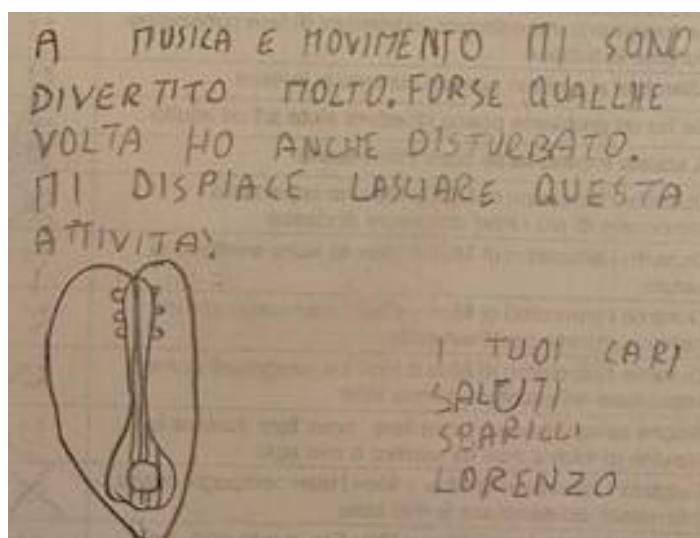 A MUSICA E MOVIMENTO MI SONO
DIVERTITO MOLTO. FORSE QUALCHE
VOLTA HO ANCHE DISTURBATO.
MI DISPIACE LASCIARE QUESTA
ATTIVITA'.
I TUOI CARI
SALUTI
SPARILLI
LORENZO